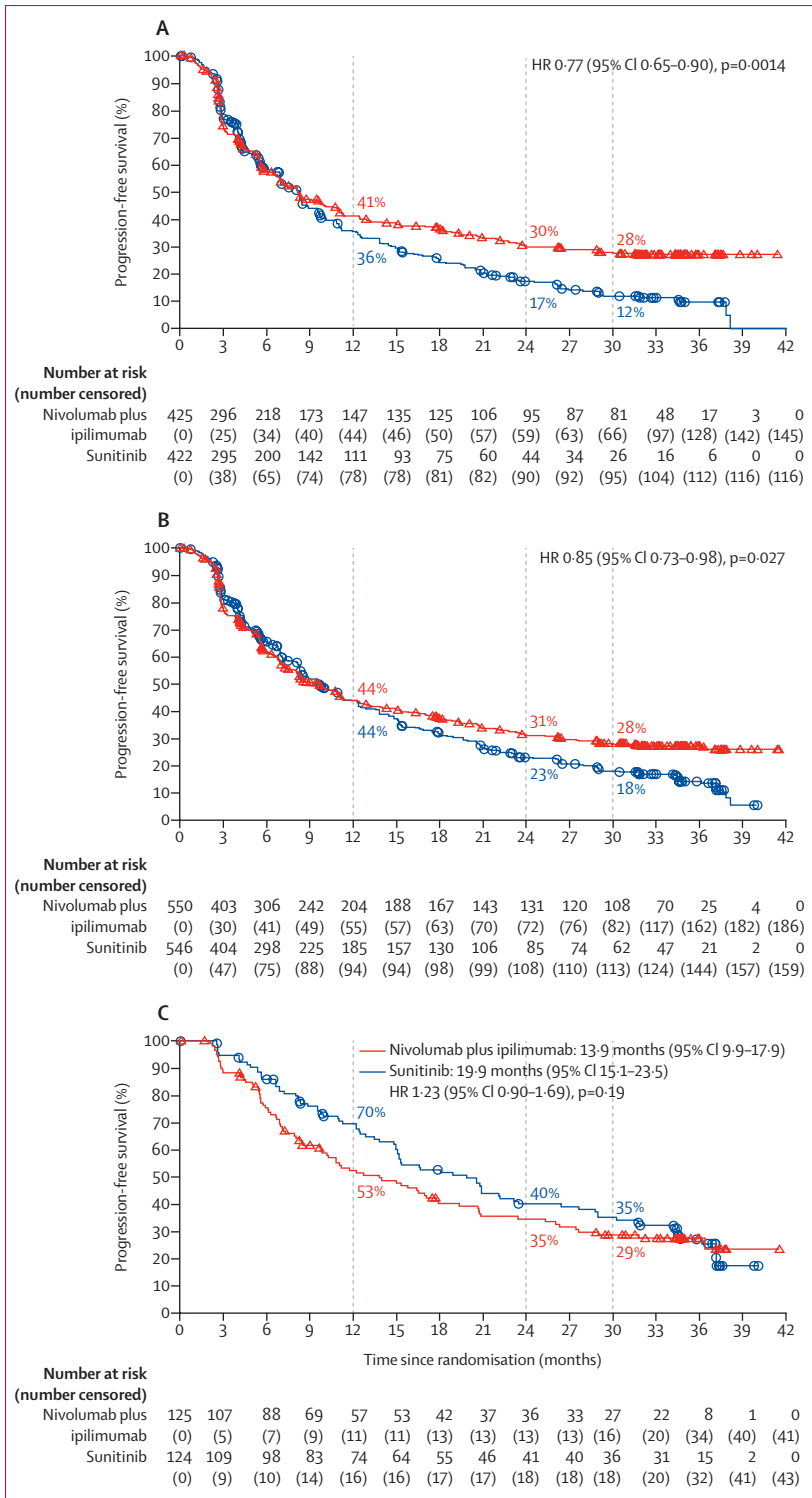 A
100
90
80
70
60
50
40
30
20
10
0
Progression-free survival (%)
HR 0·77 (95% CI 0·65–0·90), p=0·0014
41%
36%
30%
17%
28%
12%
0 3 6 9 12 15 18 21 24 27 30 33 36 39 42
Number at risk
(number censored)
Nivolumab plus 425 296 218 173 147 135 125 106 95 87 81 48 17 3 0
ipilimumab (0) (25) (34) (40) (44) (46) (50) (57) (59) (63) (66) (97) (128) (142) (145)
Sunitinib 422 295 200 142 111 93 75 60 44 34 26 16 6 0 0
(0) (38) (65) (74) (78) (78) (81) (82) (90) (92) (95) (104) (112) (116) (116)
B
100
90
80
70
60
50
40
30
20
10
0
Progression-free survival (%)
HR 0·85 (95% CI 0·73–0·98), p=0·027
44%
44%
31%
23%
28%
18%
0 3 6 9 12 15 18 21 24 27 30 33 36 39 42
Number at risk
(number censored)
Nivolumab plus 550 403 306 242 204 188 167 143 131 120 108 70 25 4 0
ipilimumab (0) (30) (41) (49) (55) (57) (63) (70) (72) (76) (82) (117) (162) (182) (186)
Sunitinib 546 404 298 225 185 157 130 106 85 74 62 47 21 2 0
(0) (47) (75) (88) (94) (94) (98) (99) (108) (110) (113) (124) (144) (157) (159)
C
100
90
80
70
60
50
40
30
20
10
0
Progression-free survival (%)
Nivolumab plus ipilimumab: 13·9 months (95% CI 9·9–17·9)
Sunitinib: 19·9 months (95% CI 15·1–23·5)
HR 1·23 (95% CI 0·90–1·69), p=0·19
70%
53%
40%
35%
35%
29%
0 3 6 9 12 15 18 21 24 27 30 33 36 39 42
Time since randomisation (months)
Number at risk
(number censored)
Nivolumab plus 125 107 88 69 57 53 42 37 36 33 27 22 8 1 0
ipilimumab (0) (5) (7) (9) (11) (11) (13) (13) (13) (13) (16) (20) (34) (40) (41)
Sunitinib 124 109 98 83 74 64 55 46 41 40 36 31 15 2 0
(0) (9) (10) (14) (16) (16) (17) (17) (18) (18) (18) (20) (32) (41) (43)